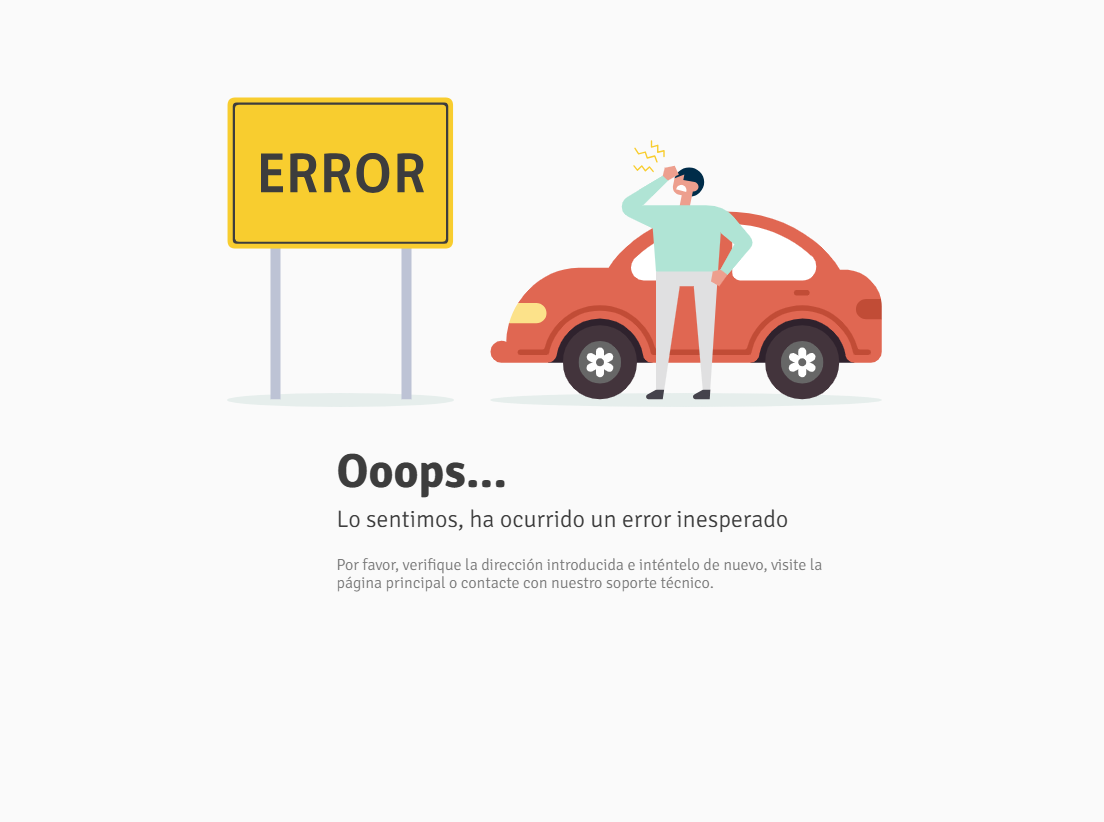 ERROR
Ooops...
Lo sentimos, ha ocurrido un error inesperado
Por favor, verifique la dirección introducida e inténtelo de nuevo, visite la
página principal o contacte con nuestro soporte técnico.